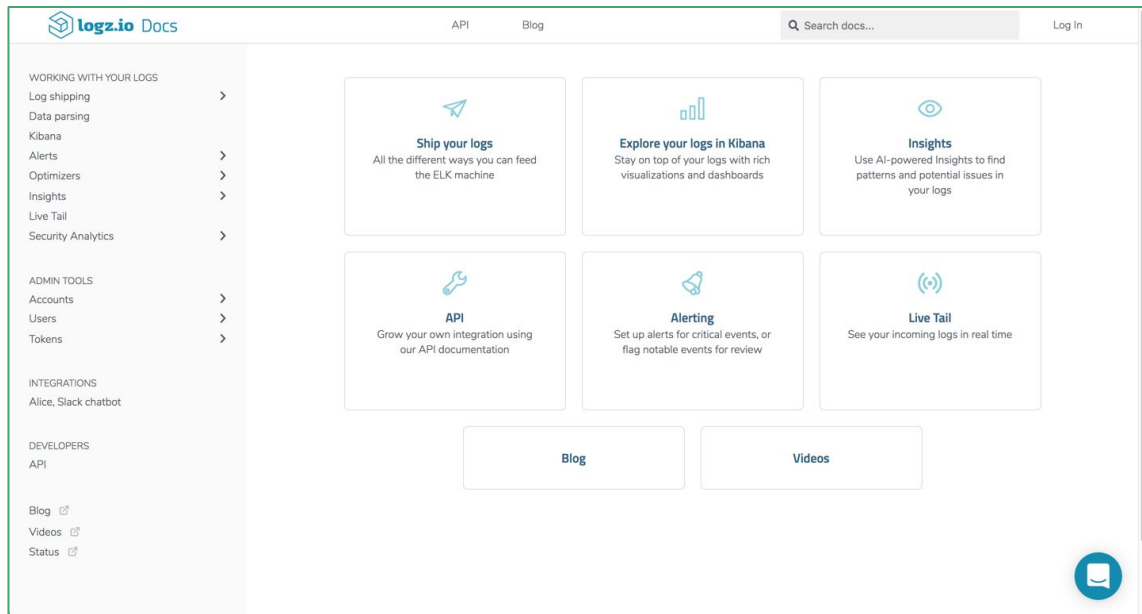 logz.io Docs
API
Blog
Search docs...
Log In
WORKING WITH YOUR LOGS
Log shipping
Data parsing
Kibana
Alerts
Optimizers
Insights
Live Tail
Security Analytics
ADMIN TOOLS
Accounts
Users
Tokens
INTEGRATIONS
Alice, Slack chatbot
DEVELOPERS
API
Blog
Videos
Status
Ship your logs
All the different ways you can feed
the ELK machine
Explore your logs in Kibana
Stay on top of your logs with rich
visualizations and dashboards
Insights
Use AI-powered Insights to find
patterns and potential issues in
your logs
API
Grow your own integration using
our API documentation
Alerting
Set up alerts for critical events, or
flag notable events for review
Live Tail
See your incoming logs in real time
Blog
Videos